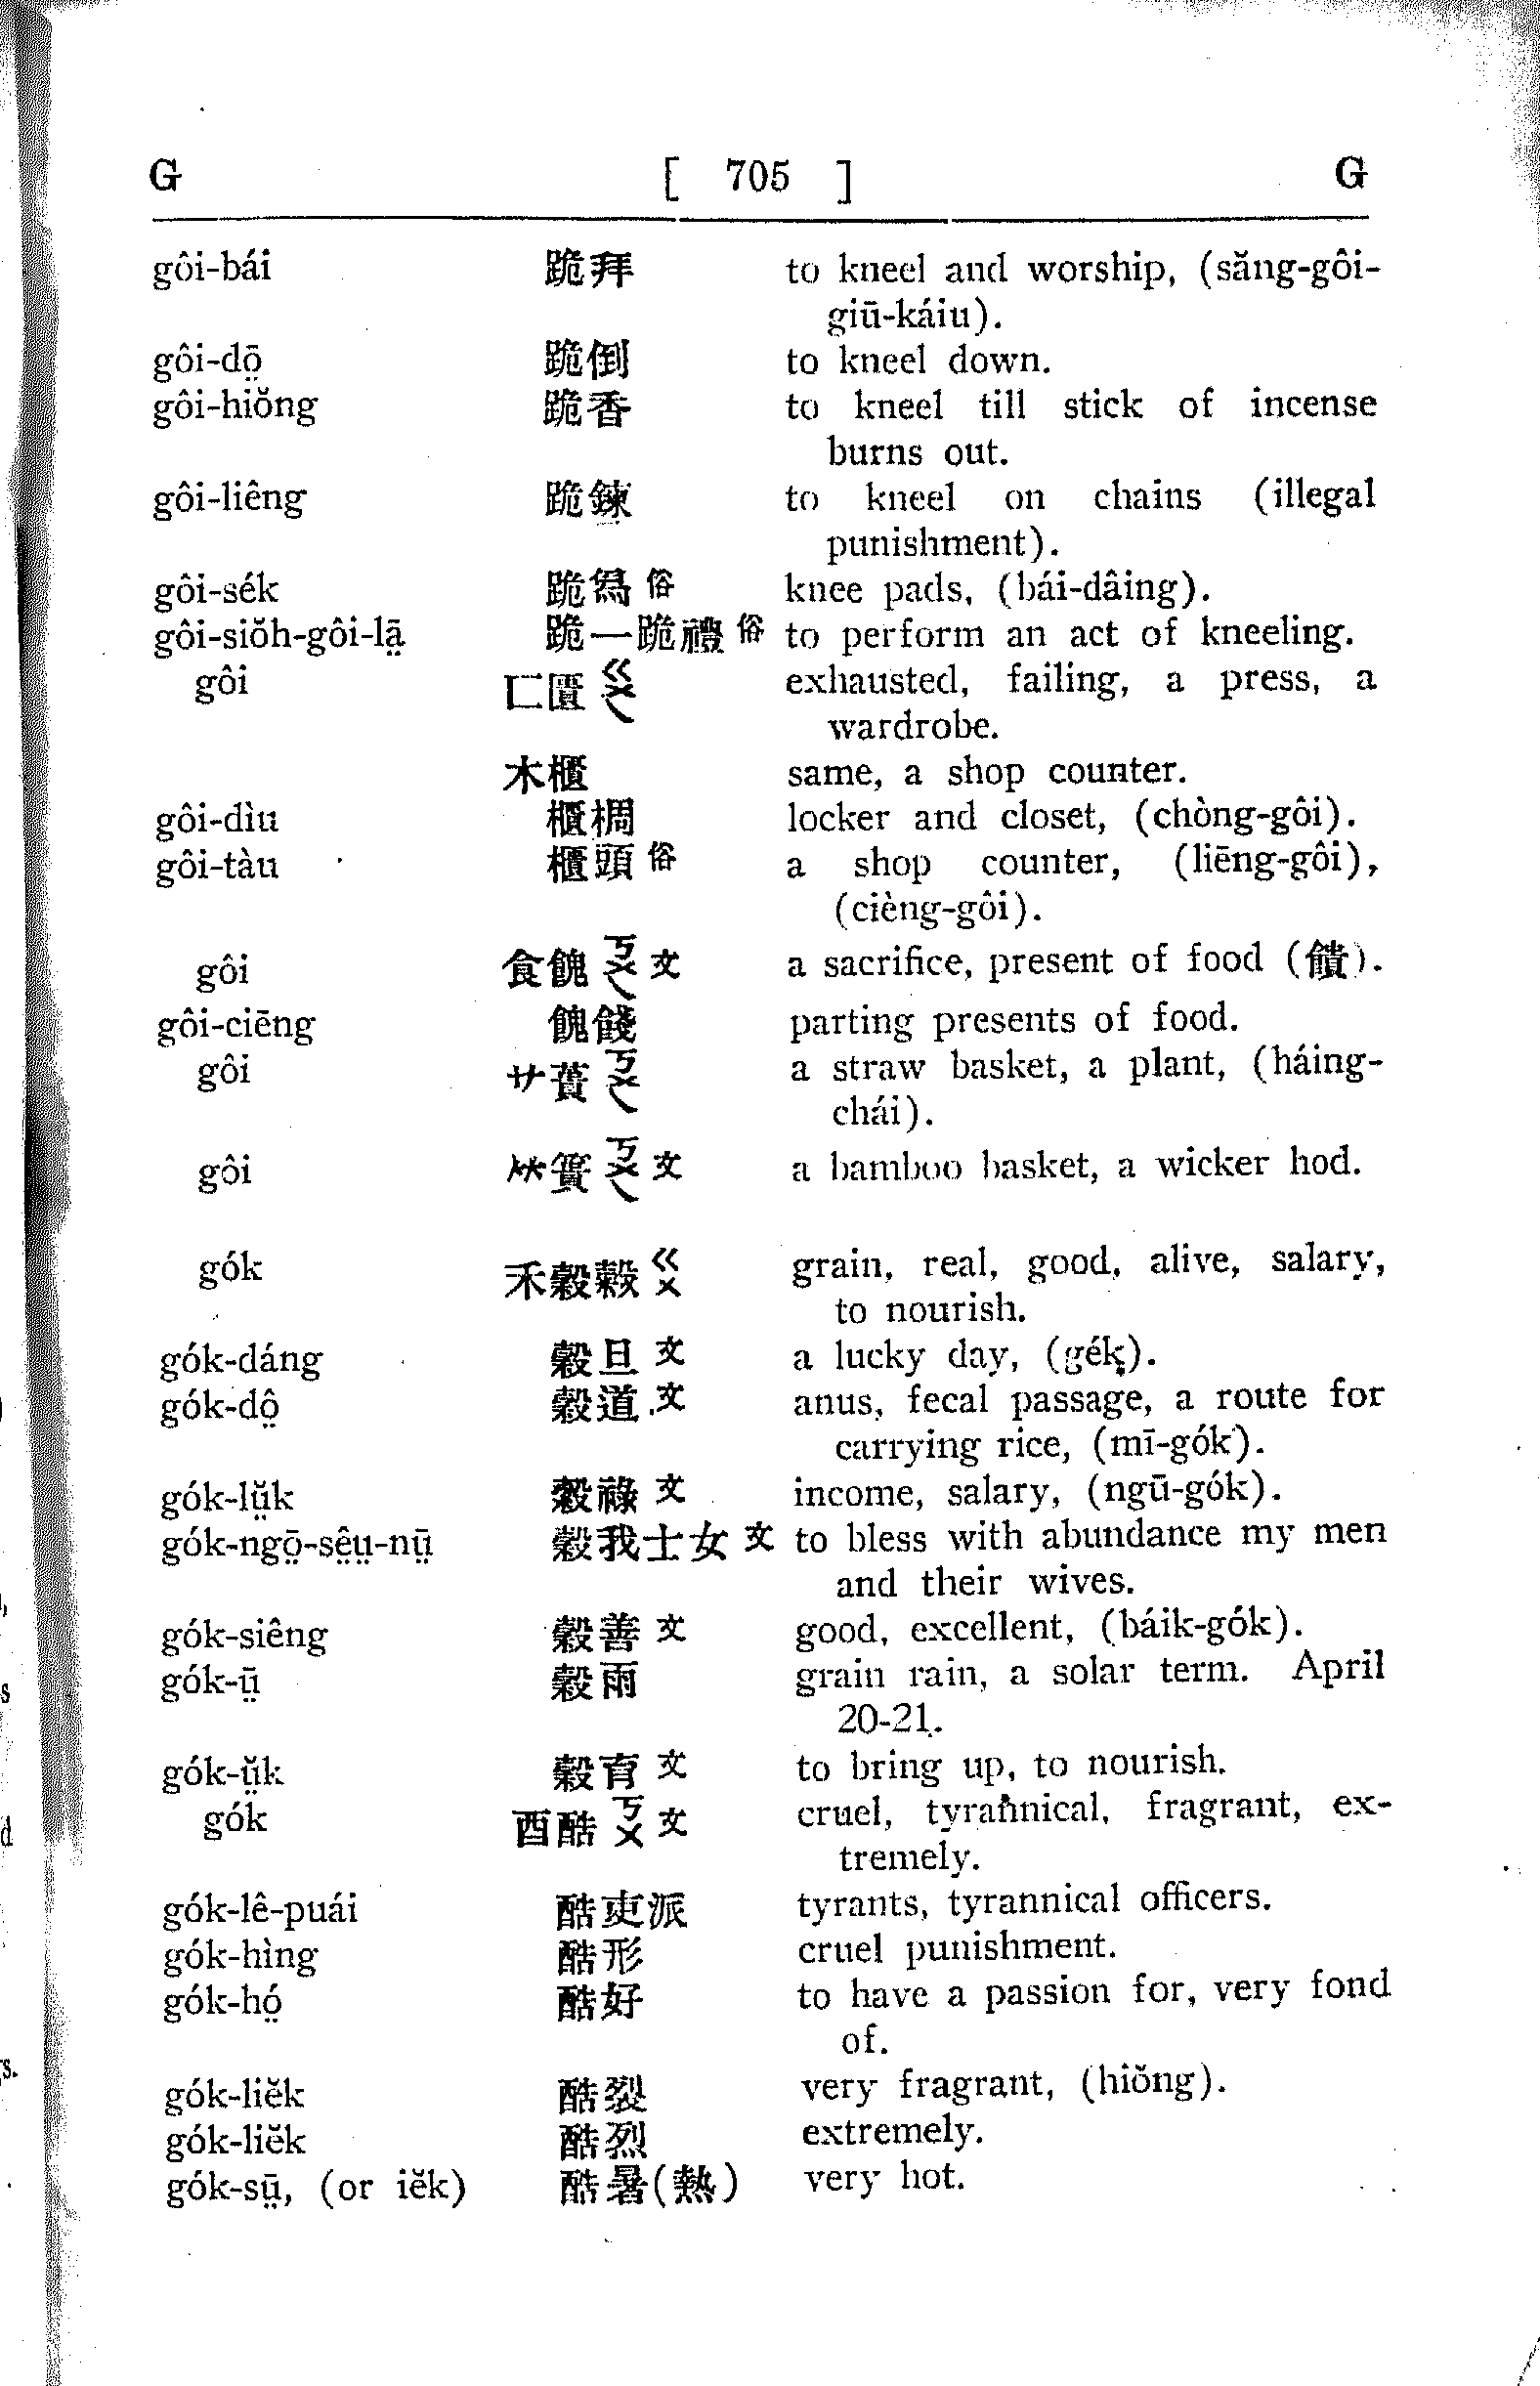 G [ 705 ] G
gôi-bái 跪拜 to kneel and worship, (săng-gôi-
giū-káiu).
gôi-dō̤ 跪倒 to kneel down.
gôi-hiŏng 跪香 to kneel till stick of incense
burns out.
gôi-liêng 跪鍊 to kneel on chains (illegal
punishment).
gôi-sék 跪舄 俗 knee pads, (bái-dâing).
gôi-siŏh-gôi-lā̤ 跪一跪禮 俗 to perform an act of kneeling.
gôi 匚匱 ㄍㄨㄟ exhausted, failing, a press, a
wardrobe.
木櫃 same, a shop counter.
gôi-dìu 櫃椆 locker and closet, (chòng-gôi).
gôi-tàu 櫃頭 俗 a shop counter, (liēng-gôi),
(cièng-gôi).
gôi 食餽 ㄎㄨㄟ 文 a sacrifice, present of food (饋).
gôi-ciēng 餽餞 parting presents of food.
gôi 艹蕢 ㄎㄨㄟ a straw basket, a plant, (háing-
chái).
gôi 竹簣 ㄎㄨㄟ 文 a bamboo basket, a wicker hod.
gók 禾穀糓 ㄍㄨ grain, real, good, alive, salary,
to nourish.
gók-dáng 穀旦 文 a lucky day, (gék).
gók-dô̤ 穀道 文 anus, fecal passage, a route for
carrying rice, (mī-gók).
gók-lṳ̆k 穀祿 文 income, salary, (ngū-gók).
gók-ngō̤-sê̤ṳ-nṳ̄ 穀我士女 文 to bless with abundance my men
and their wives.
gók-siêng 穀善 文 good, excellent, (báik-gók).
gók-ṳ̄ 穀雨 grain rain, a solar term. April
20-21.
gók-ṳ̆k 穀育 文 to bring up, to nourish.
gók 酉酷 ㄎㄨ 文 cruel, tyrannical, fragrant, ex-
tremely.
gók-lê-puái 酷吏派 tyrants, tyrannical officers.
gók-hìng 酷形 cruel punishment.
gók-hó̤ 酷好 to have a passion for, very fond
of.
gók-liĕk 酷裂 very fragrant, (hiŏng).
gók-liĕk 酷烈 extremely.
gók-sṳ̄, (or iĕk) 酷暑(熱) very hot.